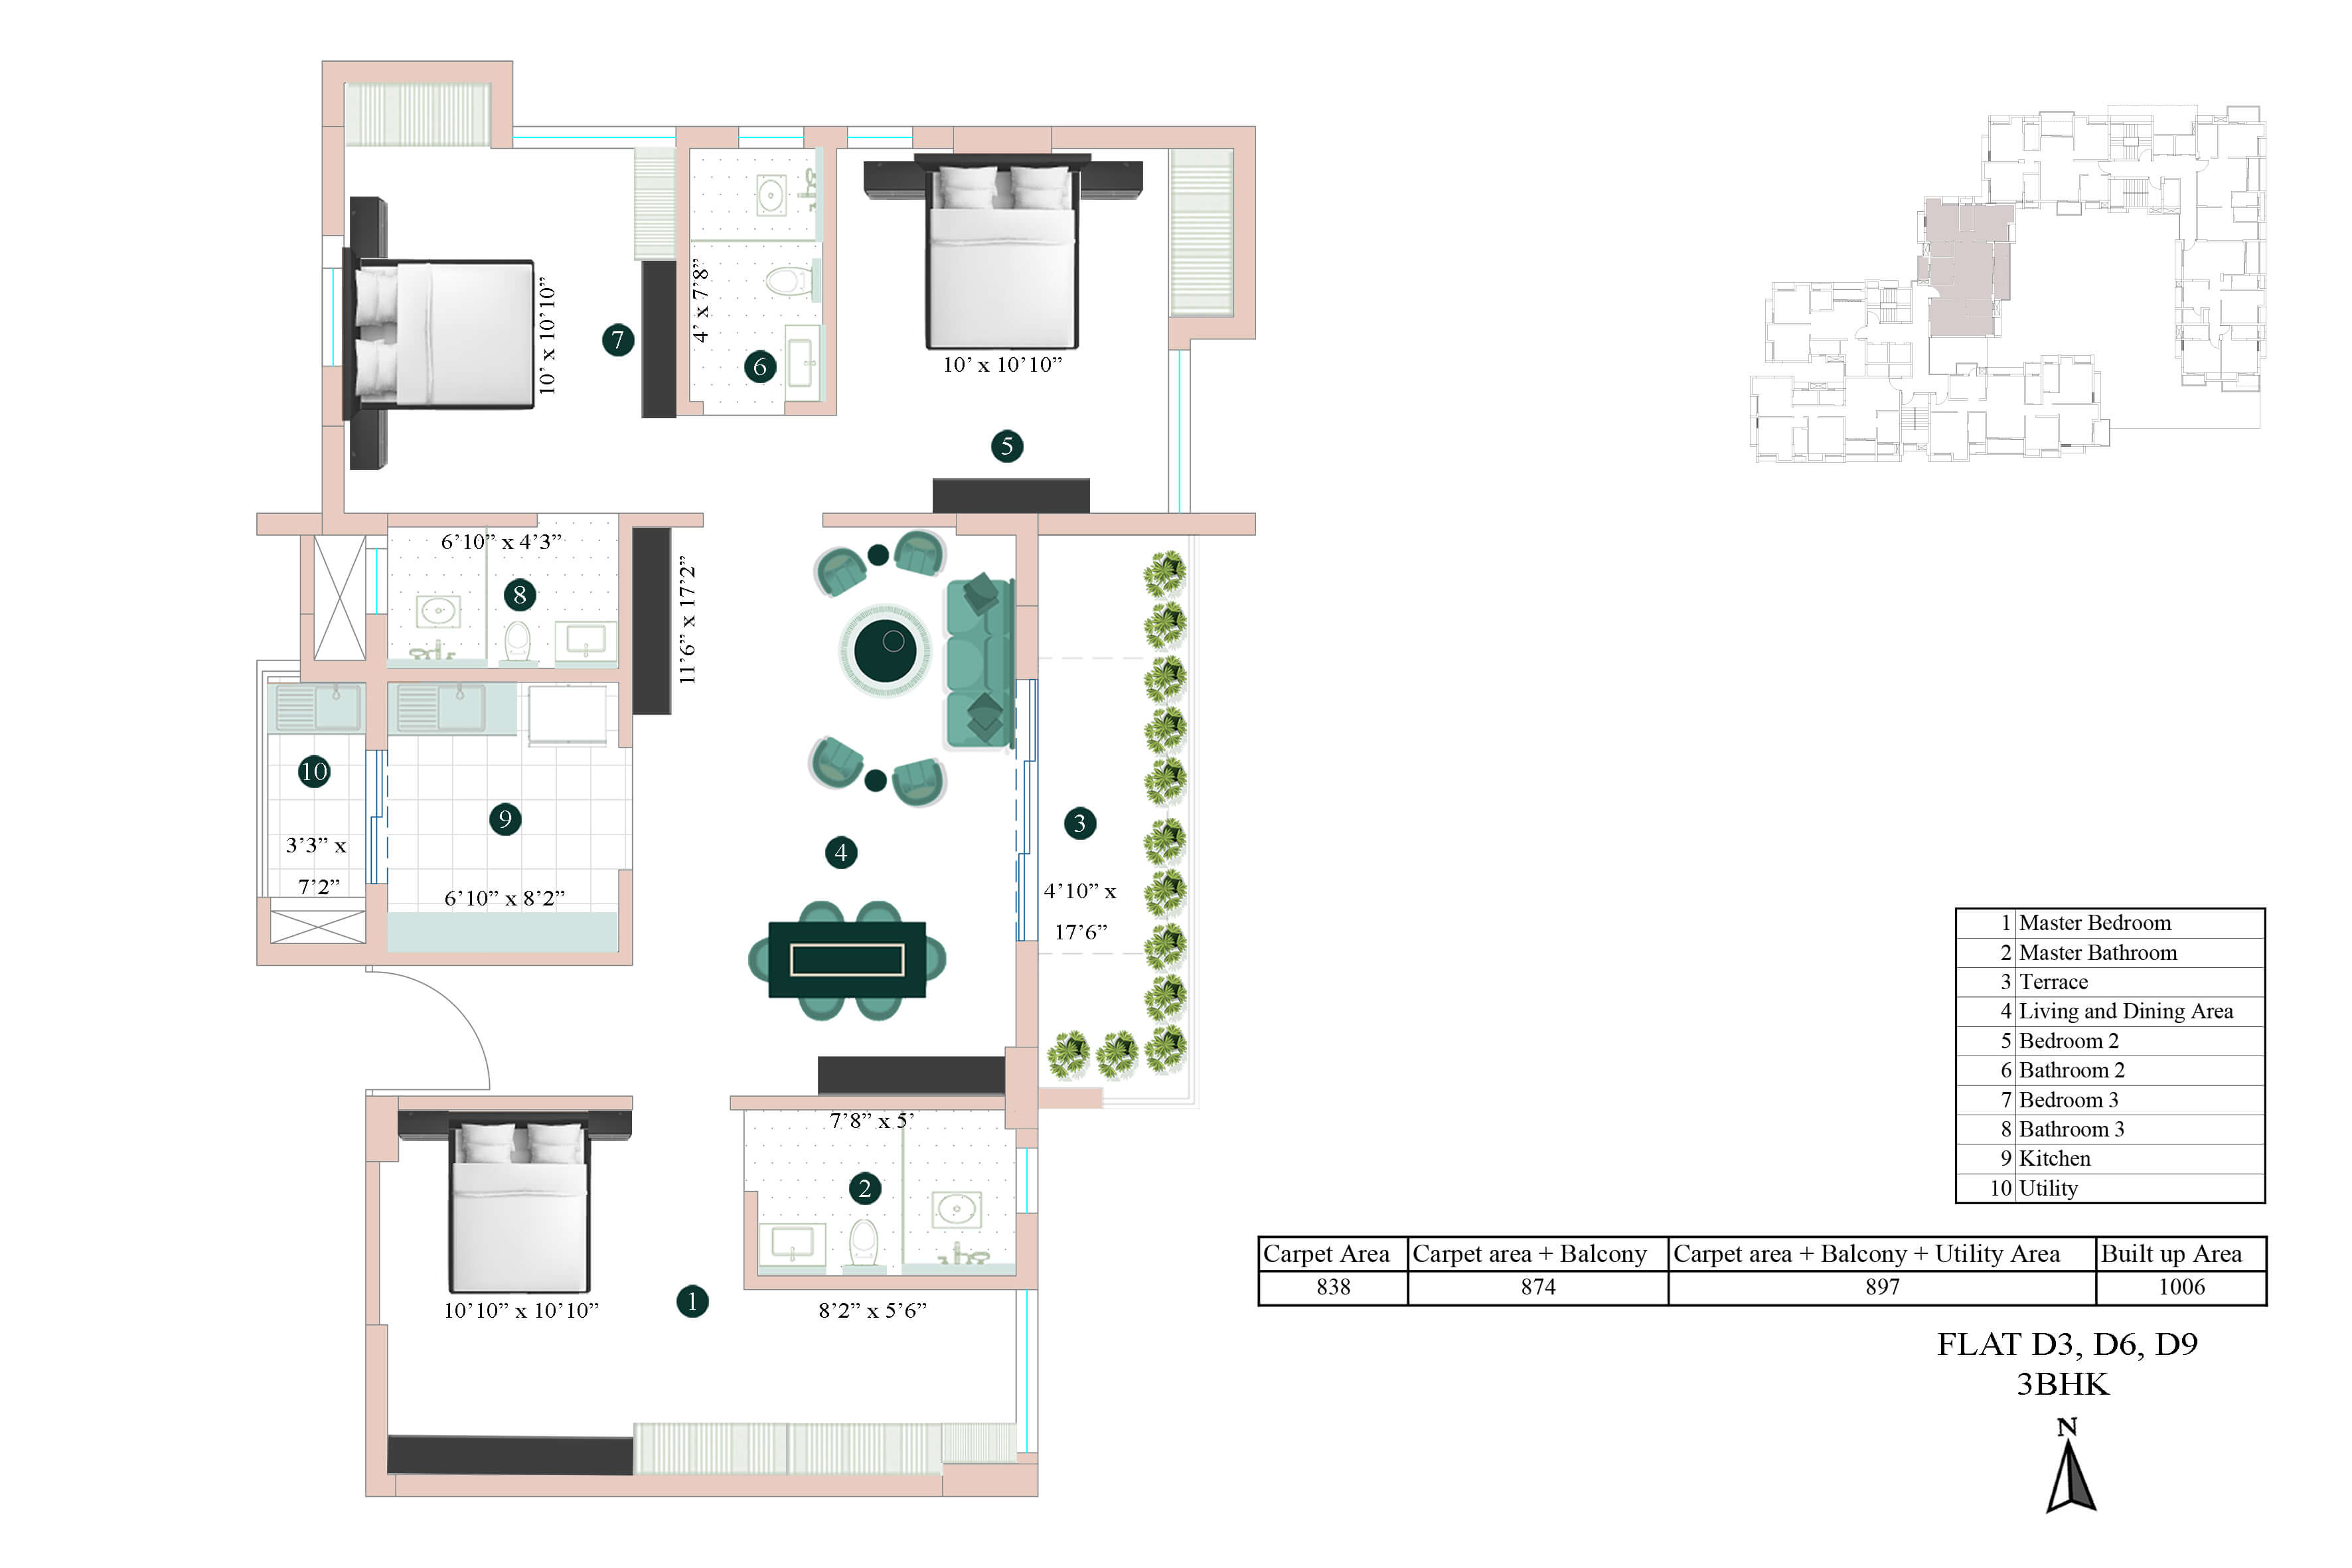 10’ x 10’10”
7
4’ x 7’8”
6
10’ x 10’10”
5
6’10” x 4’3”
8
11’6” x 17’2”
10
3’3” x
7’2”
9
6’10” x 8’2”
4
3
4’10” x
17’6”
7’8” x 5’
2
10’10” x 10’10”
1
8’2” x 5’6”
1 Master Bedroom
2 Master Bathroom
3 Terrace
4 Living and Dining Area
5 Bedroom 2
6 Bathroom 2
7 Bedroom 3
8 Bathroom 3
9 Kitchen
10 Utility
Carpet Area Carpet area + Balcony Carpet area + Balcony + Utility Area Built up Area
838 874 897 1006
FLAT D3, D6, D9
3BHK
N